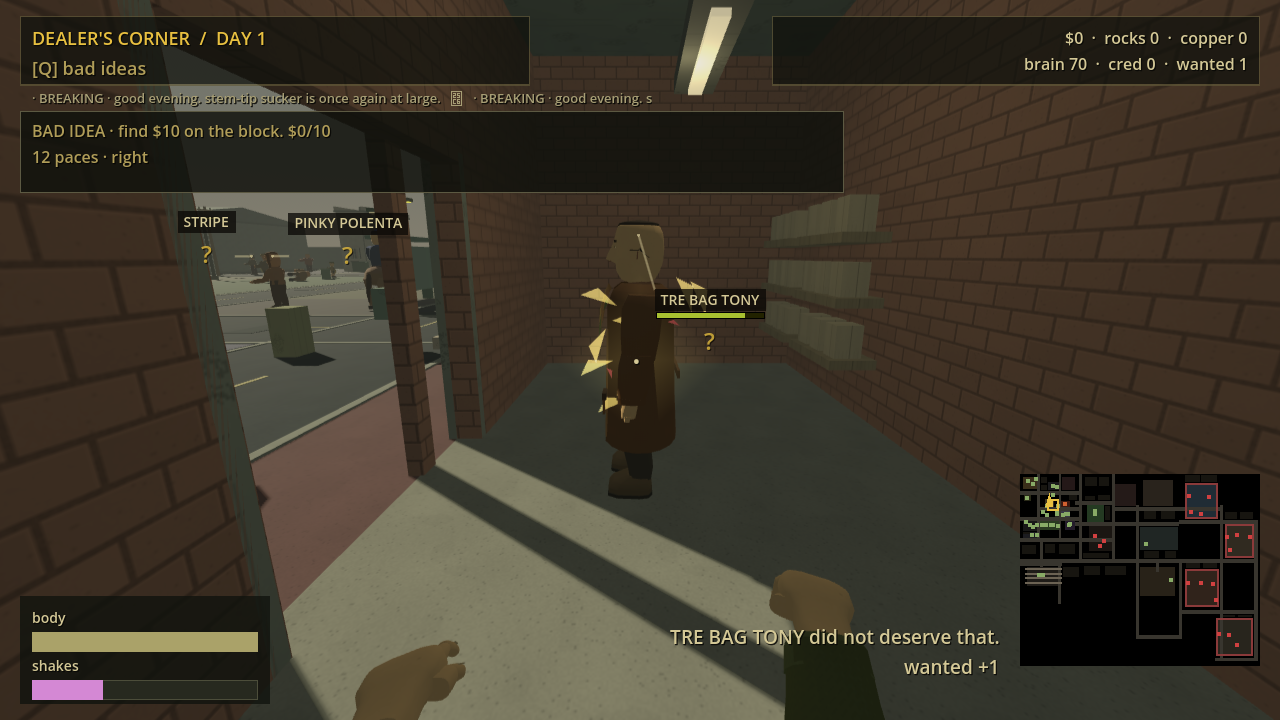 DEALER'S CORNER / DAY 1
[Q] bad ideas
$0 · rocks 0 · copper 0
brain 70 · cred 0 · wanted 1
· BREAKING · good evening. stem-tip sucker is once again at large. · BREAKING · good evening. s
BAD IDEA · find $10 on the block. $0/10
12 paces · right
STRIPE
?
PINKY POLENTA
?
TRE BAG TONY
?
TRE BAG TONY did not deserve that.
wanted +1
body
shakes